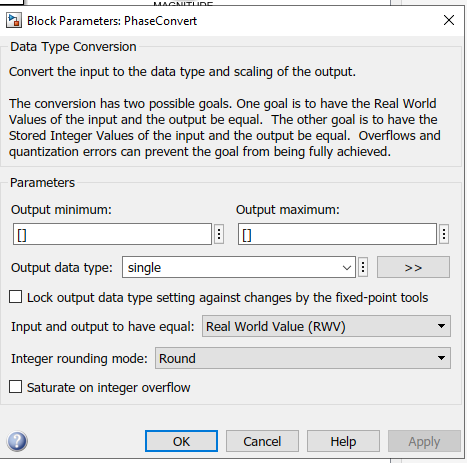 MAGNITUDE
Block Parameters: PhaseConvert
Data Type Conversion
Convert the input to the data type and scaling of the output.
The conversion has two possible goals. One goal is to have the Real World
Values of the input and the output be equal.  The other goal is to have the
Stored Integer Values of the input and the output be equal.  Overflows and
quantization errors can prevent the goal from being fully achieved.
Parameters
Output minimum: Output maximum:
[] []
Output data type: single >>
Lock output data type setting against changes by the fixed-point tools
Input and output to have equal: Real World Value (RWV)
Integer rounding mode: Round
Saturate on integer overflow
? OK Cancel Help Apply